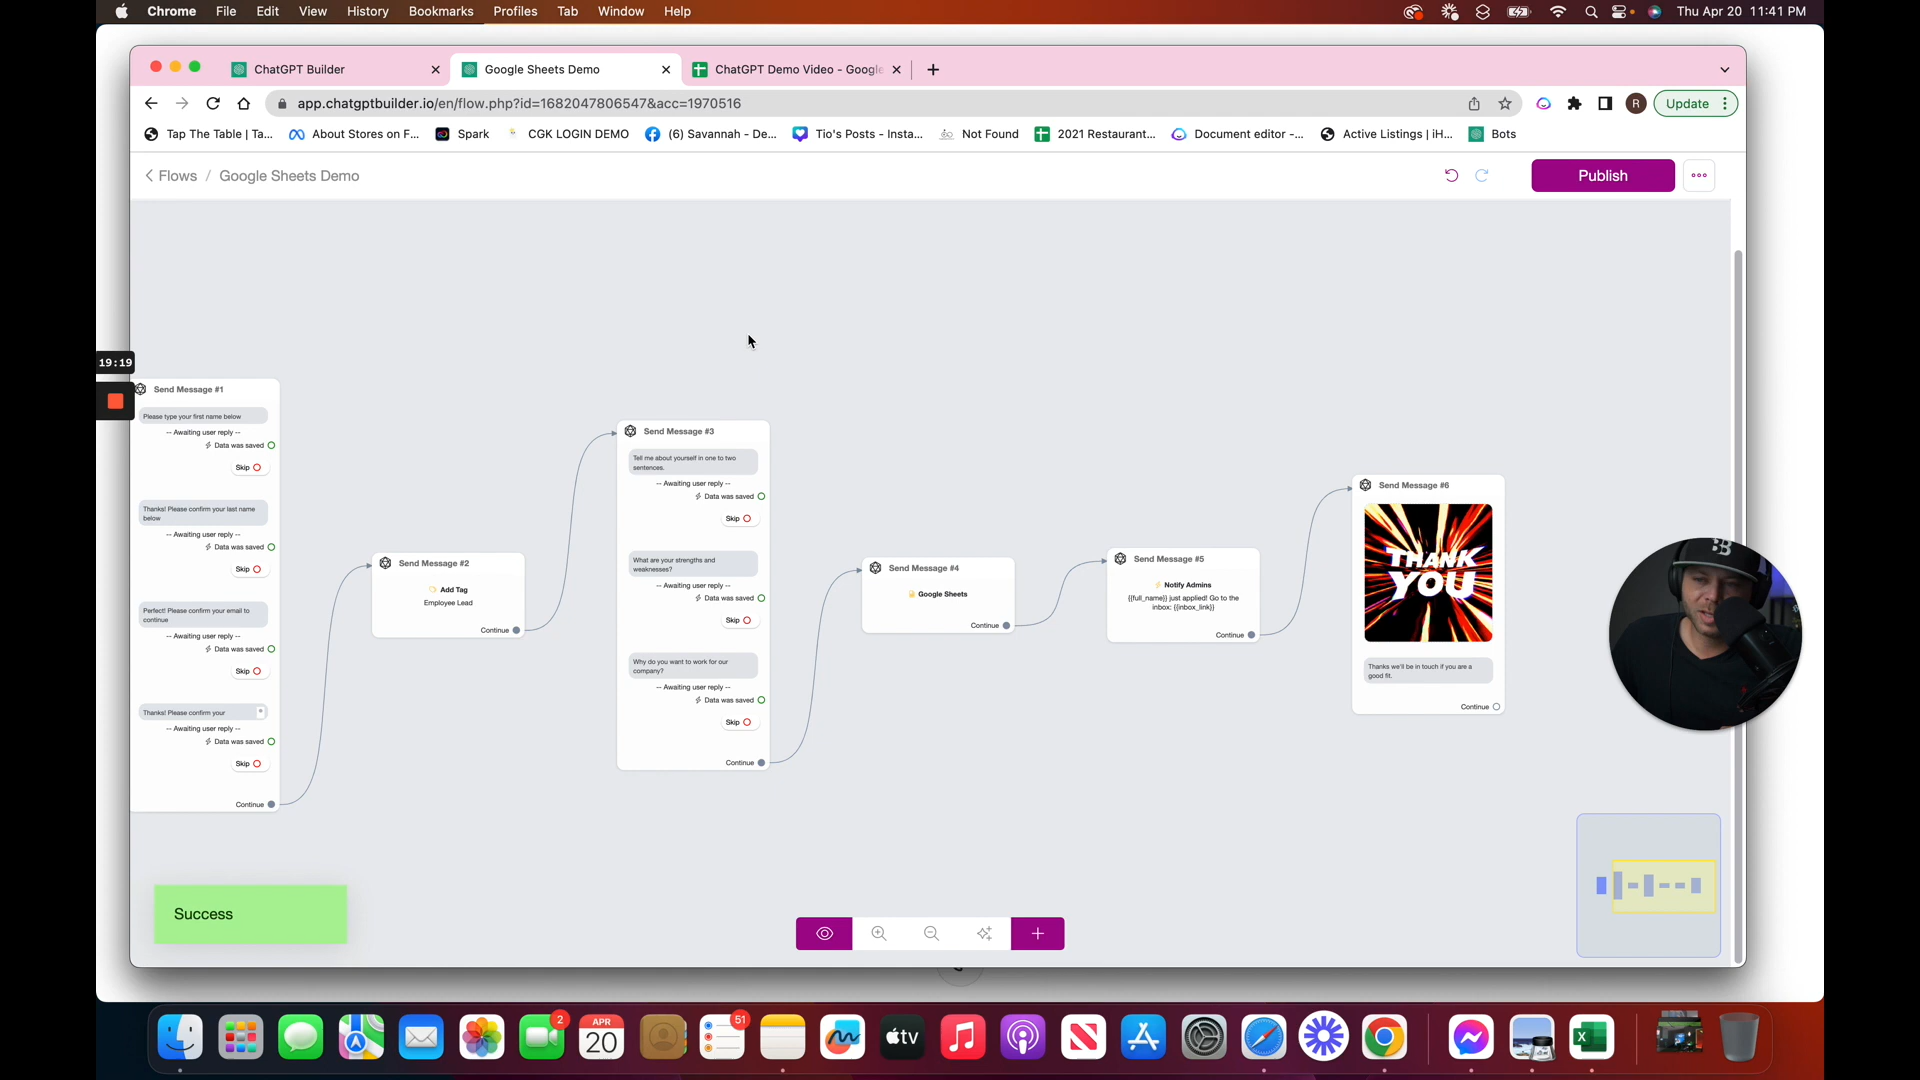 Chrome File Edit View History Bookmarks Profiles Tab Window Help
Thu Apr 20 11:41 PM
ChatGPT Builder
Google Sheets Demo
ChatGPT Demo Video - Google
app.chatgptbuilder.io/en/flow.php?id=1682047806547&acc=1970516
R
Update
Tap The Table | Ta...
About Stores on F...
Spark
CGK LOGIN DEMO
(6) Savannah - De...
Tio's Posts - Insta...
Not Found
2021 Restaurant...
Document editor -...
Active Listings | iH...
Bots
Flows / Google Sheets Demo
Publish
19:19
Send Message #1
Please type your first name below
-- Awaiting user reply --
Data was saved
Skip
Thanks! Please confirm your last name
below
-- Awaiting user reply --
Data was saved
Skip
Perfect! Please confirm your email to
continue
-- Awaiting user reply --
Data was saved
Skip
Thanks! Please confirm your
-- Awaiting user reply --
Data was saved
Skip
Continue
Send Message #2
Add Tag
Employee Lead
Continue
Send Message #3
Tell me about yourself in one to two
sentences.
-- Awaiting user reply --
Data was saved
Skip
What are your strengths and
weaknesses?
-- Awaiting user reply --
Data was saved
Skip
Why do you want to work for our
company?
-- Awaiting user reply --
Data was saved
Skip
Continue
Send Message #4
Google Sheets
Continue
Send Message #5
Notify Admins
{{full_name}} just applied! Go to the
inbox: {{inbox_link}}
Continue
Send Message #6
THANK
YOU
Thanks we'll be in touch if you are a
good fit.
Continue
Success
2
APR
20
51
tv